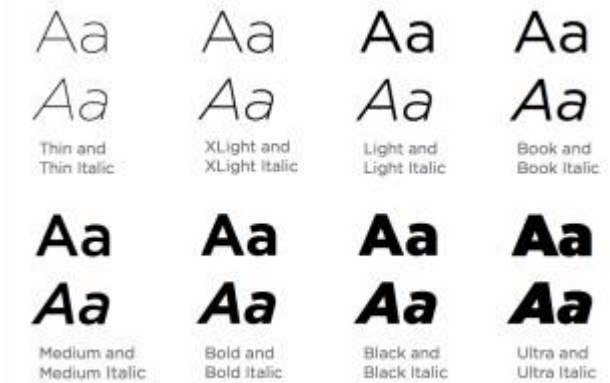 Aa Aa Aa Aa
Aa Aa Aa Aa
Thin and XLight and Light and Book and
Thin Italic XLight Italic Light Italic Book Italic
Aa Aa Aa Aa
Aa Aa Aa Aa
Medium and Bold and Black and Ultra and
Medium Italic Bold Italic Black Italic Ultra Italic